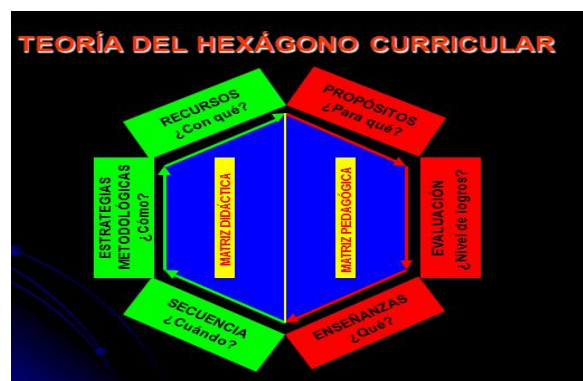 TEORÍA DEL HEXÁGONO CURRICULAR
RECURSOS
¿Con qué?
PROPÓSITOS
¿Para qué?
ESTRATEGIAS
METODOLÓGICAS
¿Cómo?
MATRIZ DIDÁCTICA
MATRIZ PEDAGÓGICA
EVALUACIÓN
¿Nivel de logros?
SECUENCIA
¿Cuándo?
ENSEÑANZAS
¿Qué?